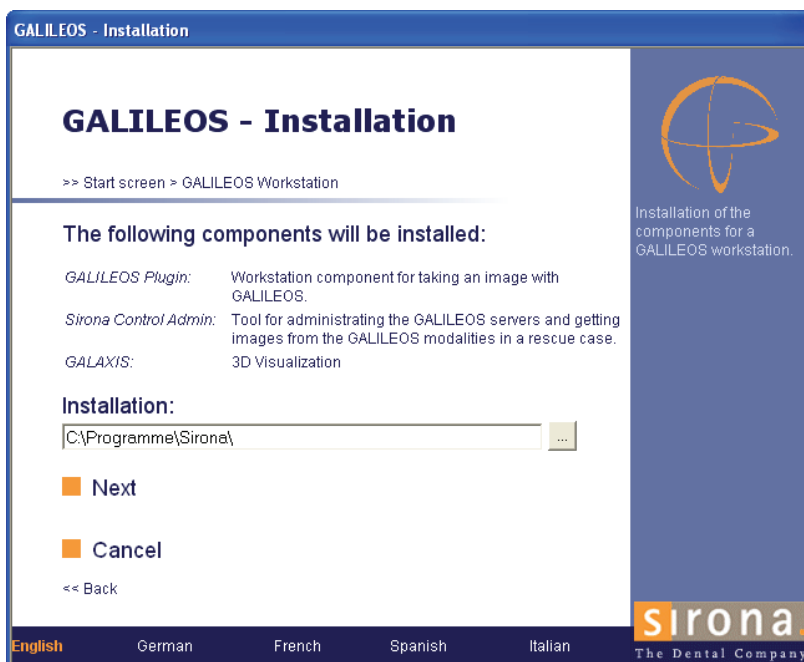 GALILEOS - Installation
GALILEOS - Installation
>> Start screen > GALILEOS Workstation
The following components will be installed:
GALILEOS Plugin: Workstation component for taking an image with
GALILEOS.
Sirona Control Admin: Tool for administrating the GALILEOS servers and getting
images from the GALILEOS modalities in a rescue case.
GALAXIS: 3D Visualization
Installation:
C:\Programme\Sirona\
...
Next
Cancel
<< Back
Installation of the
components for a
GALILEOS workstation.
English German French Spanish Italian
sirona.
The Dental Company